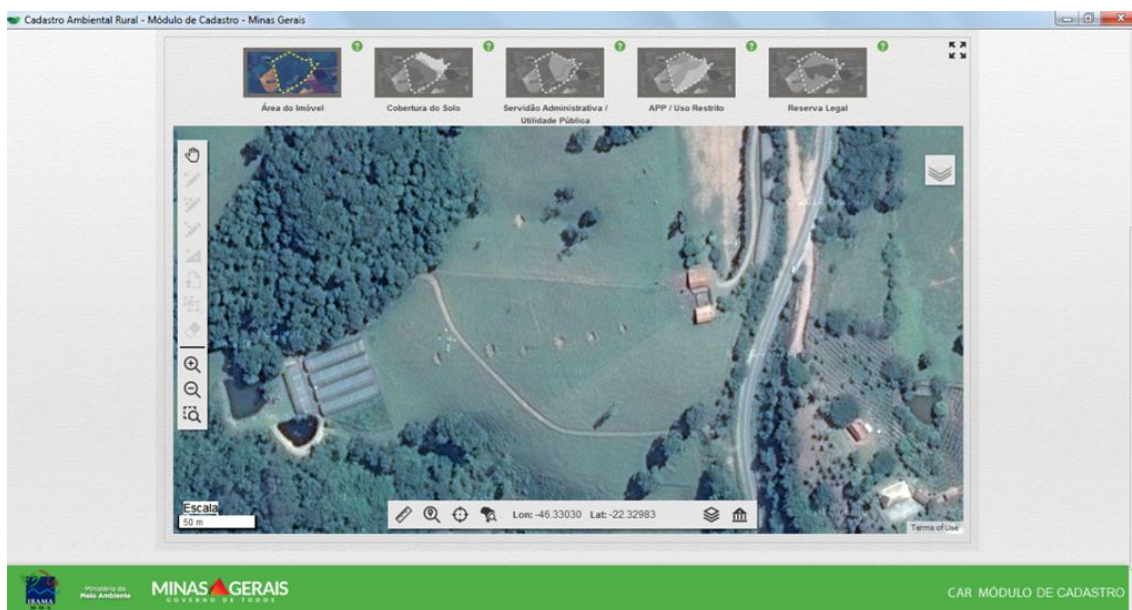 Cadastro Ambiental Rural - Módulo de Cadastro - Minas Gerais
Área do Imóvel
Cobertura do Solo
Servidão Administrativa /
Utilidade Pública
APP / Uso Restrito
Reserva Legal
Escala
50 m
Lon: -46.33030 Lat: -22.32983
Terms of Use
IBAMA
M M A
Ministério do
Meio Ambiente
MINAS GERAIS
GOVERNO DE TODOS
CAR MÓDULO DE CADASTRO